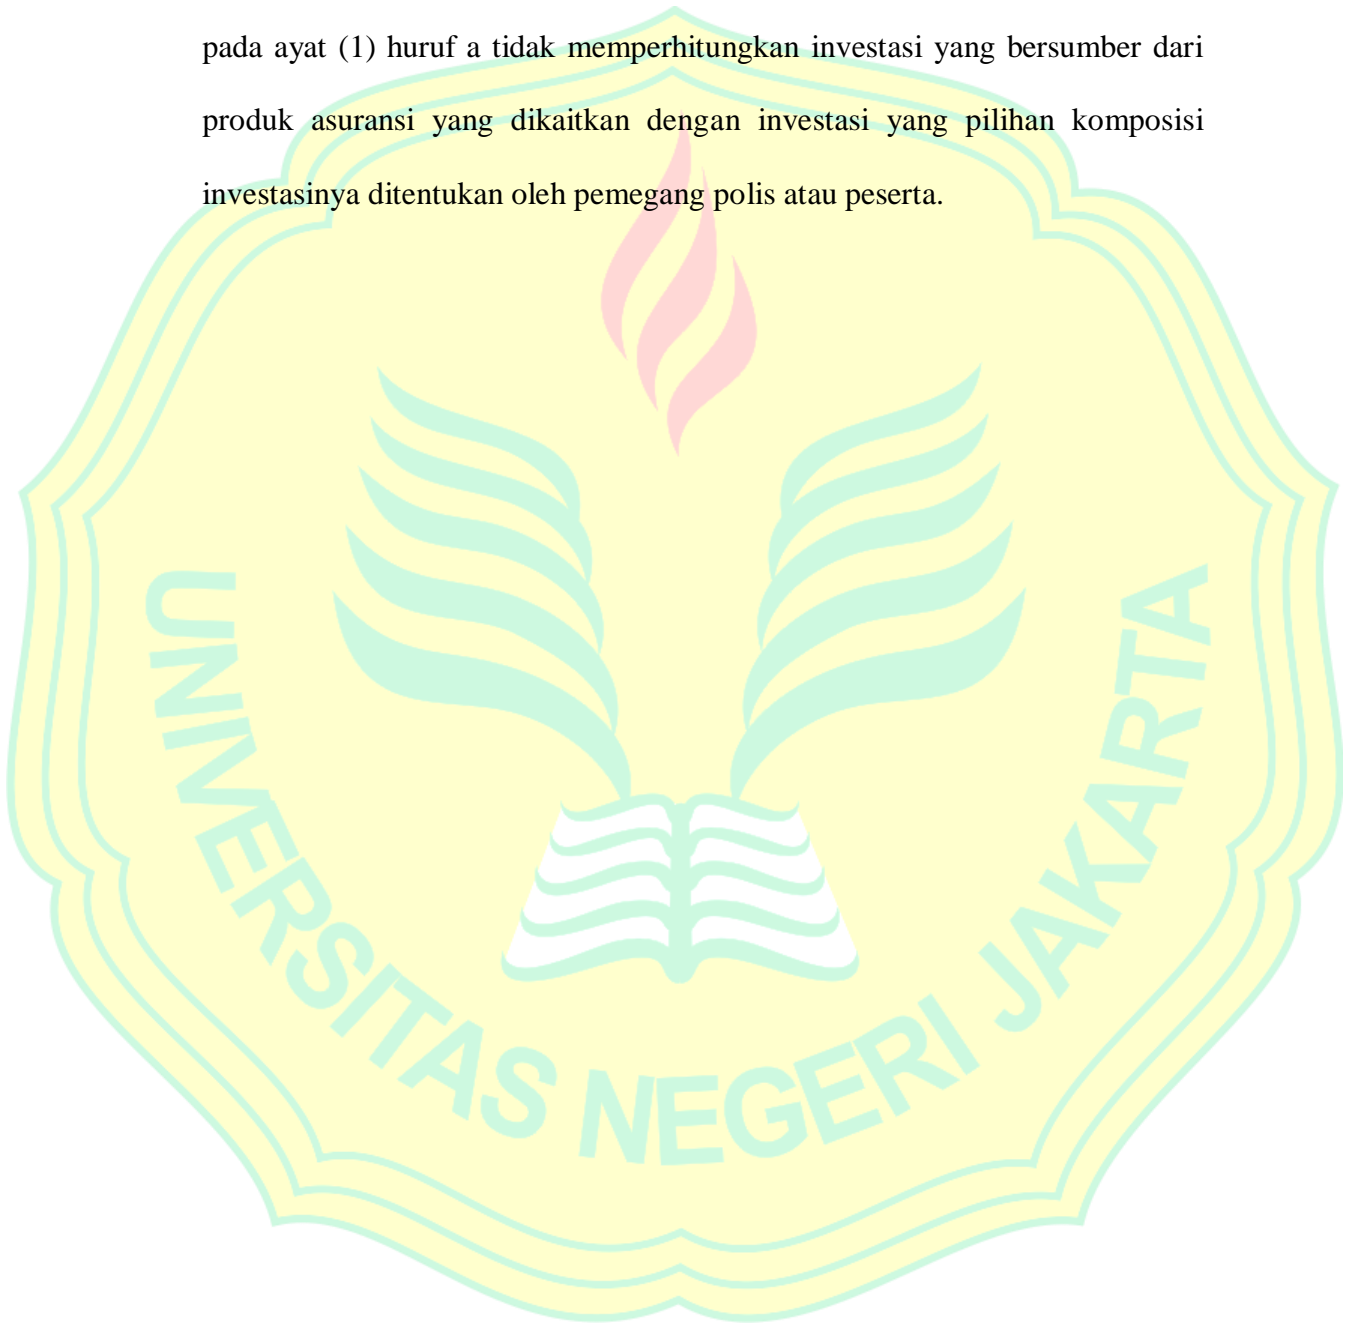 pada ayat (1) huruf a tidak memperhitungkan investasi yang bersumber dari
produk asuransi yang dikaitkan dengan investasi yang pilihan komposisi
investasinya ditentukan oleh pemegang polis atau peserta.
UNIVERSITAS NEGERI JAKARTA